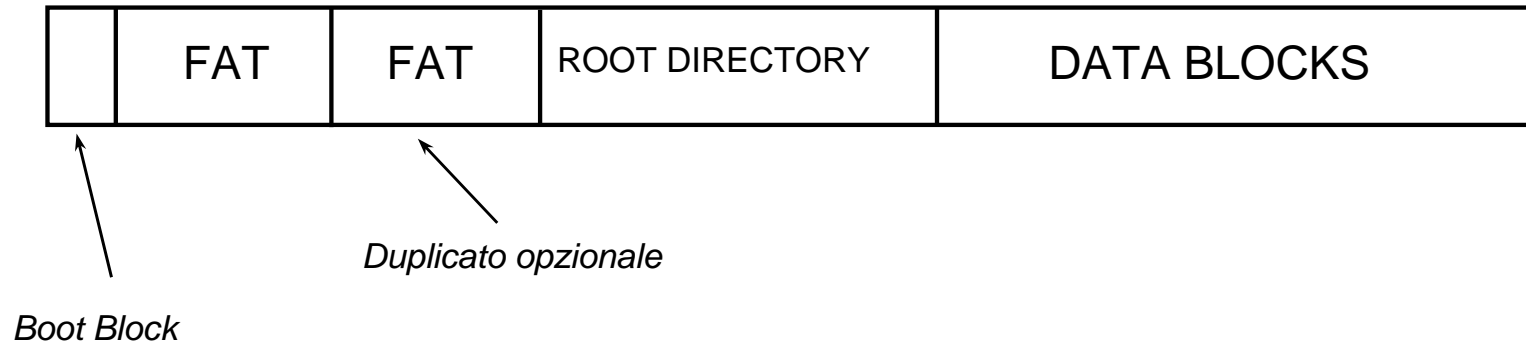 FAT
FAT
ROOT DIRECTORY
DATA BLOCKS
Duplicato opzionale
Boot Block